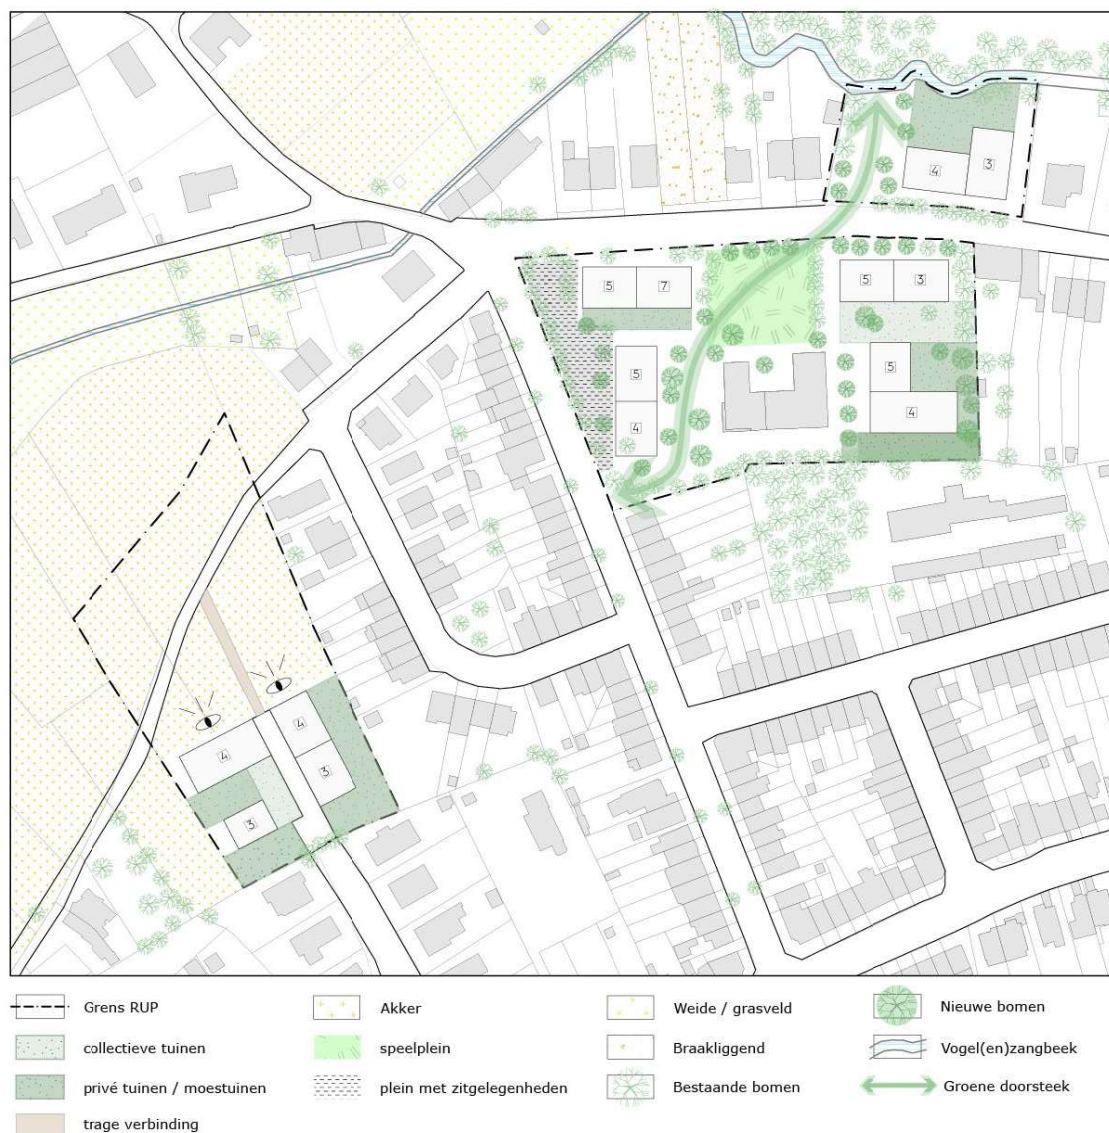 4
3
5
7
5
3
5
5
4
4
4
4
3
3
Grens RUP
Akker
Weide / grasveld
Nieuwe bomen
collectieve tuinen
speelplein
Braakliggend
Vogel(en)zangbeek
privé tuinen / moestuinen
plein met zitgelegenheden
Bestaande bomen
Groene doorsteek
trage verbinding